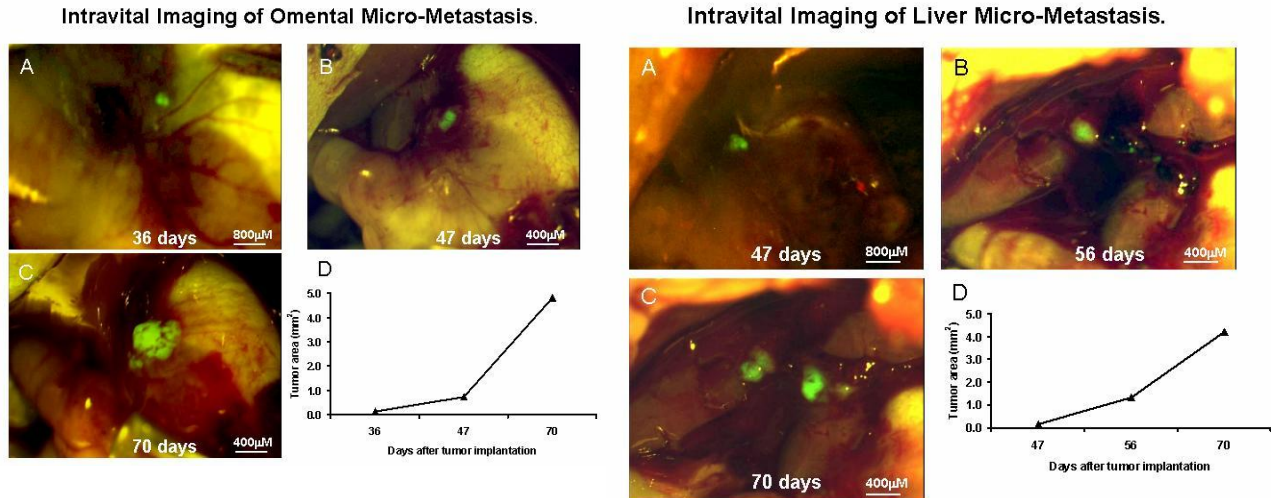 Intravital Imaging of Omental Micro-Metastasis.
A
36 days
800µM
B
47 days
400µM
C
70 days
400µM
D
Tumor area (mm²)
5.0
4.0
3.0
2.0
1.0
0.0
36 47 70
Days after tumor implantation
Intravital Imaging of Liver Micro-Metastasis.
A
47 days
800µM
B
56 days
400µM
C
70 days
400µM
D
Tumor area (mm²)
5.0
4.0
3.0
2.0
1.0
0.0
47 56 70
Days after tumor implantation